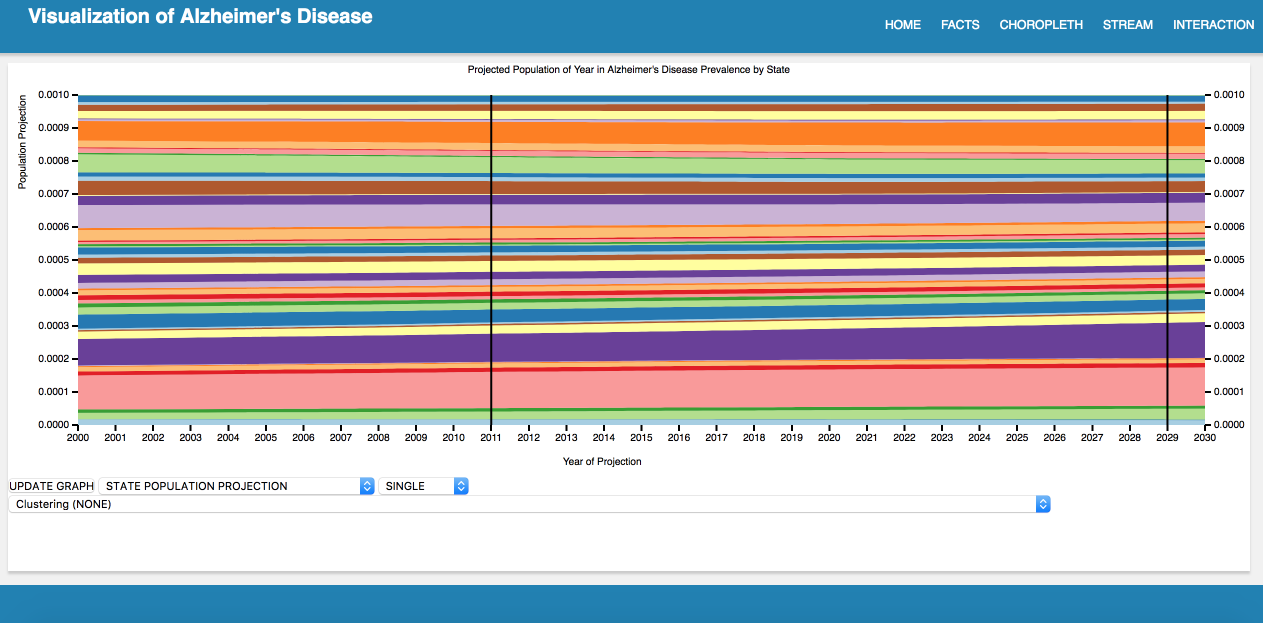 Visualization of Alzheimer's Disease
HOME FACTS CHOROPLETH STREAM INTERACTION
Projected Population of Year in Alzheimer's Disease Prevalence by State
Population Projection
0.0010
0.0009
0.0008
0.0007
0.0006
0.0005
0.0004
0.0003
0.0002
0.0001
0.0000
0.0010
0.0009
0.0008
0.0007
0.0006
0.0005
0.0004
0.0003
0.0002
0.0001
0.0000
2000 2001 2002 2003 2004 2005 2006 2007 2008 2009 2010 2011 2012 2013 2014 2015 2016 2017 2018 2019 2020 2021 2022 2023 2024 2025 2026 2027 2028 2029 2030
Year of Projection
UPDATE GRAPH STATE POPULATION PROJECTION SINGLE
Clustering (NONE)